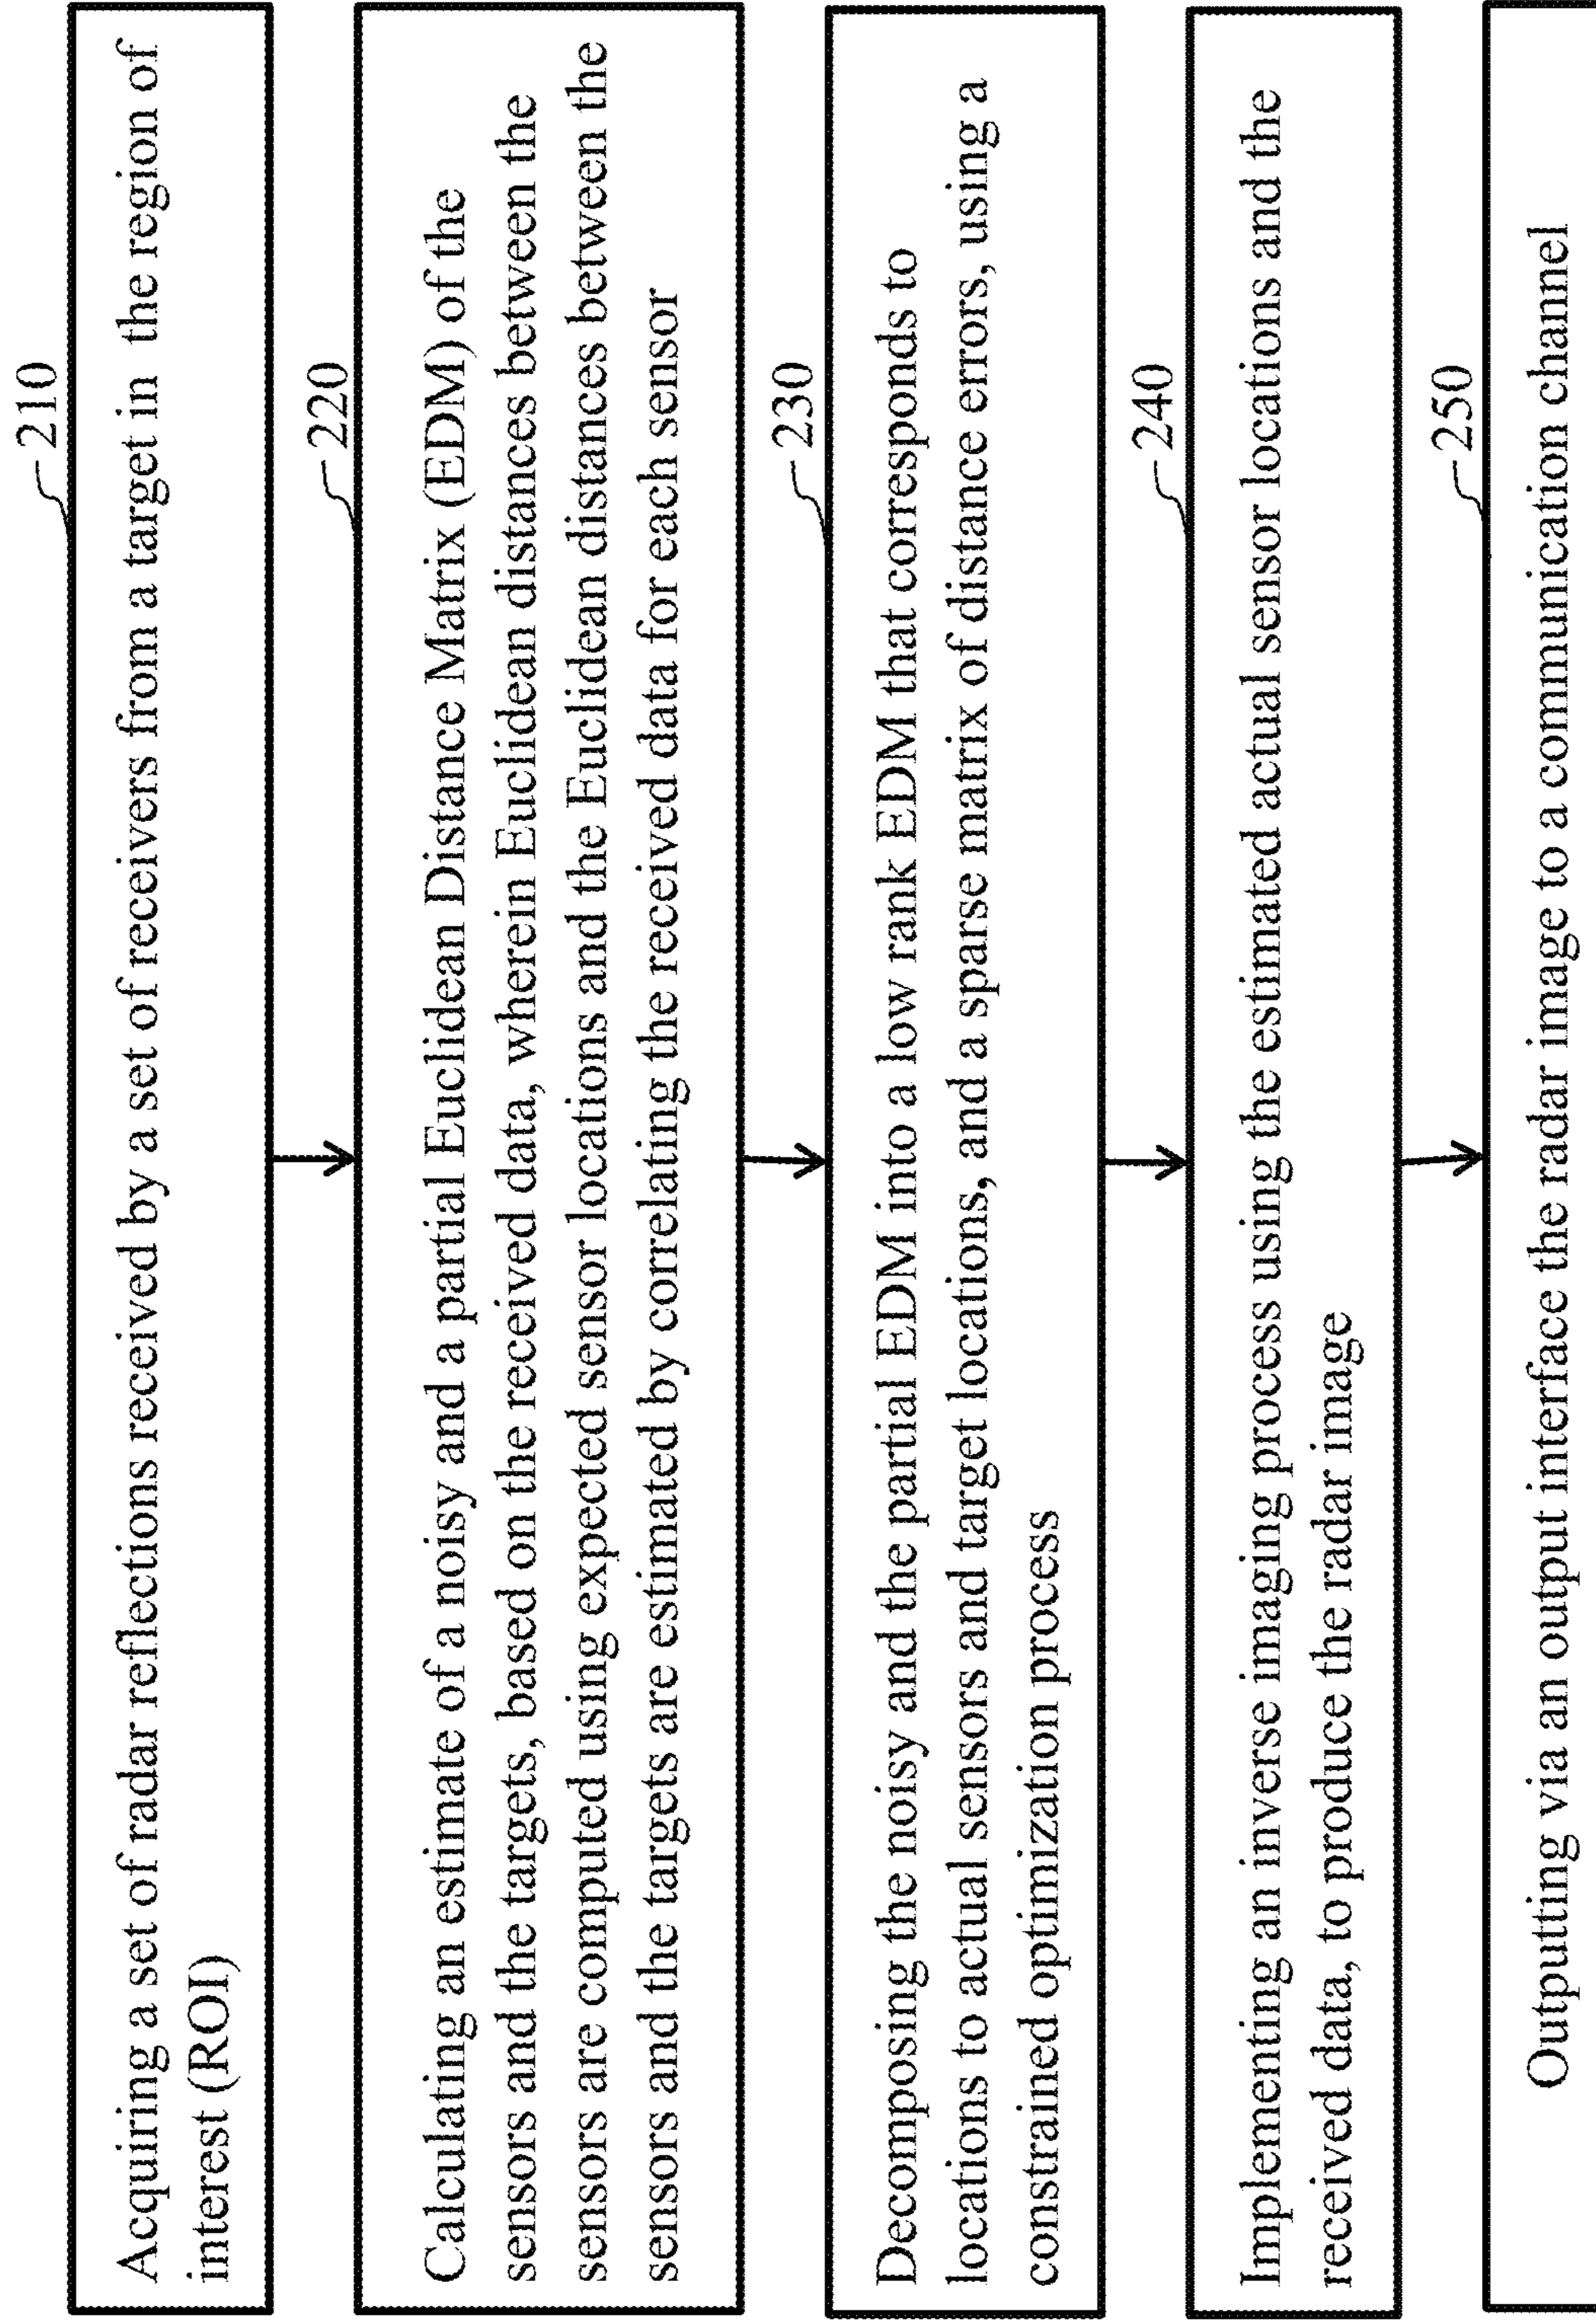 210
Acquiring a set of radar reflections received by a set of receivers from a target in the region of
interest (ROI)
220
Calculating an estimate of a noisy and a partial Euclidean Distance Matrix (EDM) of the
sensors and the targets, based on the received data, wherein Euclidean distances between the
sensors are computed using expected sensor locations and the Euclidean distances between the
sensors and the targets are estimated by correlating the received data for each sensor
230
Decomposing the noisy and the partial EDM into a low rank EDM that corresponds to
locations to actual sensors and target locations, and a sparse matrix of distance errors, using a
constrained optimization process
240
Implementing an inverse imaging process using the estimated actual sensor locations and the
received data, to produce the radar image
250
Outputting via an output interface the radar image to a communication channel